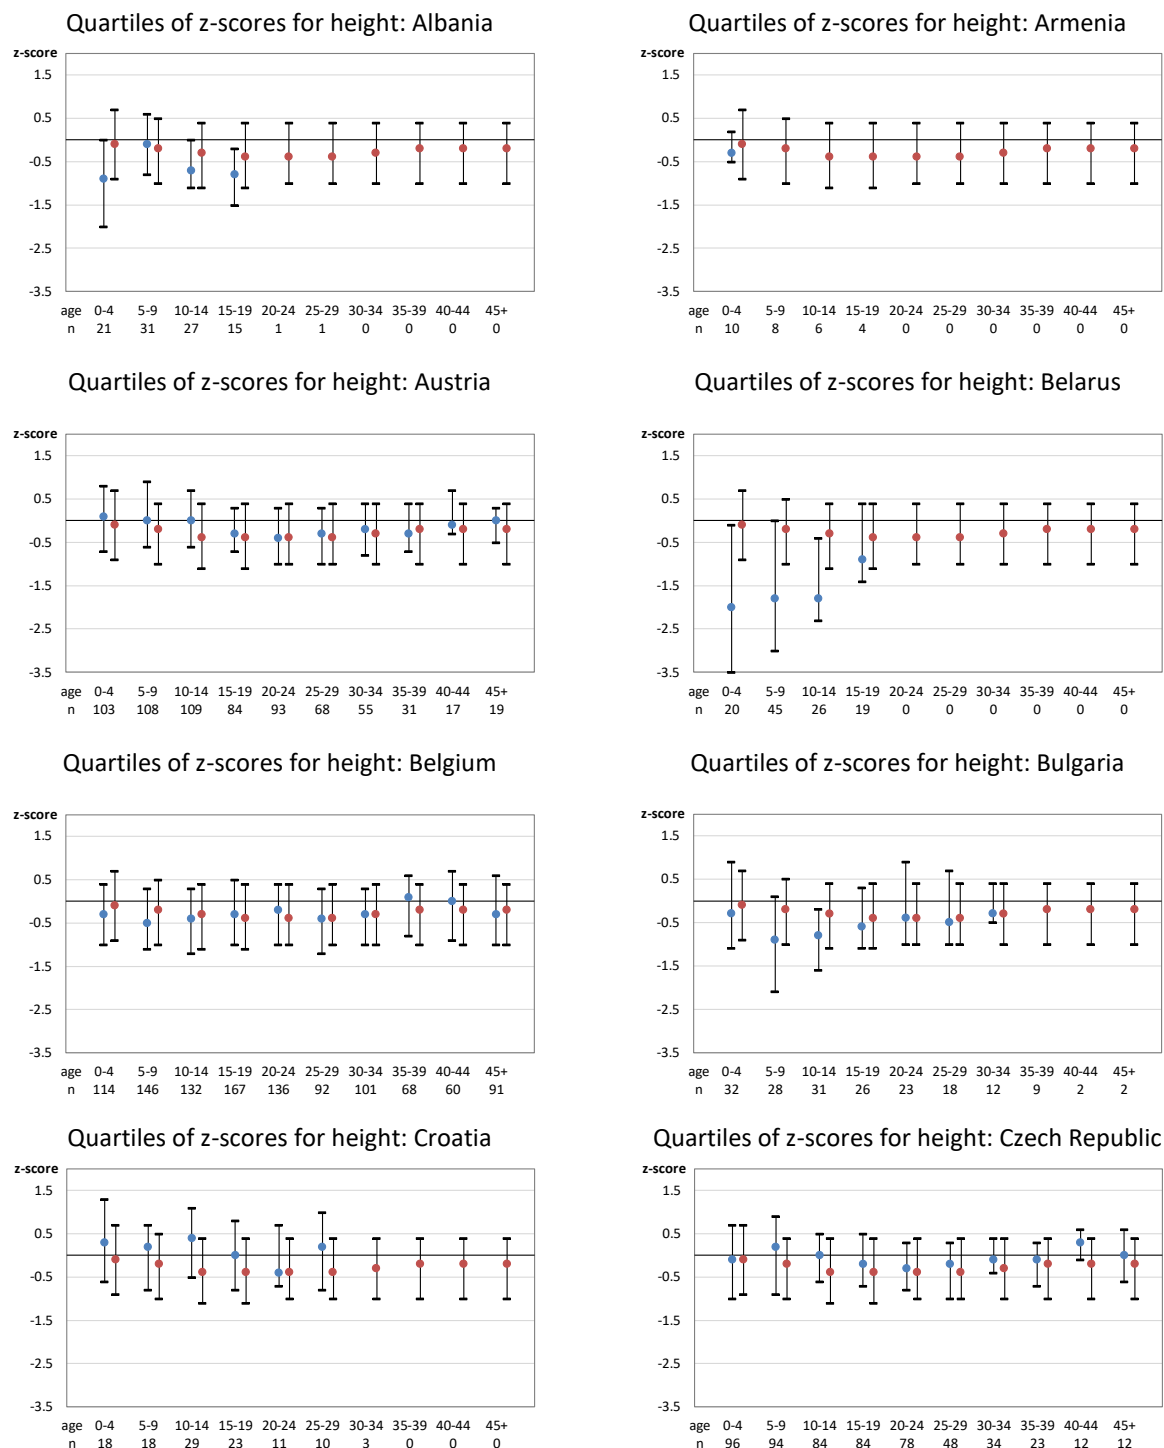 Quartiles of z-scores for height: Albania
z-score
1.5
0.5
-0.5
-1.5
-2.5
-3.5
age 0-4 5-9 10-14 15-19 20-24 25-29 30-34 35-39 40-44 45+
n 21 31 27 15 1 1 0 0 0 0
Quartiles of z-scores for height: Armenia
z-score
1.5
0.5
-0.5
-1.5
-2.5
-3.5
age 0-4 5-9 10-14 15-19 20-24 25-29 30-34 35-39 40-44 45+
n 10 8 6 4 0 0 0 0 0 0
Quartiles of z-scores for height: Austria
z-score
1.5
0.5
-0.5
-1.5
-2.5
-3.5
age 0-4 5-9 10-14 15-19 20-24 25-29 30-34 35-39 40-44 45+
n 103 108 109 84 93 68 55 31 17 19
Quartiles of z-scores for height: Belarus
z-score
1.5
0.5
-0.5
-1.5
-2.5
-3.5
age 0-4 5-9 10-14 15-19 20-24 25-29 30-34 35-39 40-44 45+
n 20 45 26 19 0 0 0 0 0 0
Quartiles of z-scores for height: Belgium
z-score
1.5
0.5
-0.5
-1.5
-2.5
-3.5
age 0-4 5-9 10-14 15-19 20-24 25-29 30-34 35-39 40-44 45+
n 114 146 132 167 136 92 101 68 60 91
Quartiles of z-scores for height: Bulgaria
z-score
1.5
0.5
-0.5
-1.5
-2.5
-3.5
age 0-4 5-9 10-14 15-19 20-24 25-29 30-34 35-39 40-44 45+
n 32 28 31 26 23 18 12 9 2 2
Quartiles of z-scores for height: Croatia
z-score
1.5
0.5
-0.5
-1.5
-2.5
-3.5
age 0-4 5-9 10-14 15-19 20-24 25-29 30-34 35-39 40-44 45+
n 18 18 29 23 11 10 3 0 0 0
Quartiles of z-scores for height: Czech Republic
z-score
1.5
0.5
-0.5
-1.5
-2.5
-3.5
age 0-4 5-9 10-14 15-19 20-24 25-29 30-34 35-39 40-44 45+
n 96 94 84 84 78 48 34 23 12 12